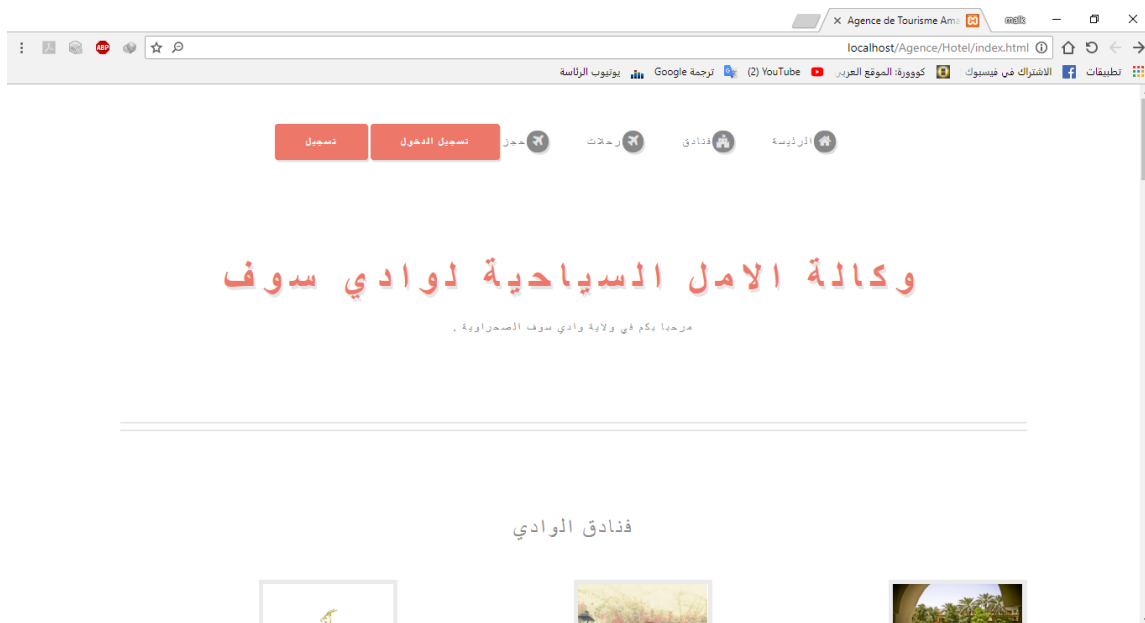 Agence de Tourisme Ama
malik
localhost/Agence/Hotel/index.html
تطبيقات الاشتراك في فيسبوك كووورة: الموقع العربي (2) YouTube ترجمة Google يوتيوب الرئاسة
الرئيسة فنادق رحلات حجز تسجيل الدخول تسجيل
وكالة الامل السياحية لوادي سوف
مرحبا بكم في ولاية وادي سوف الصحراوية .
فنادق الوادي